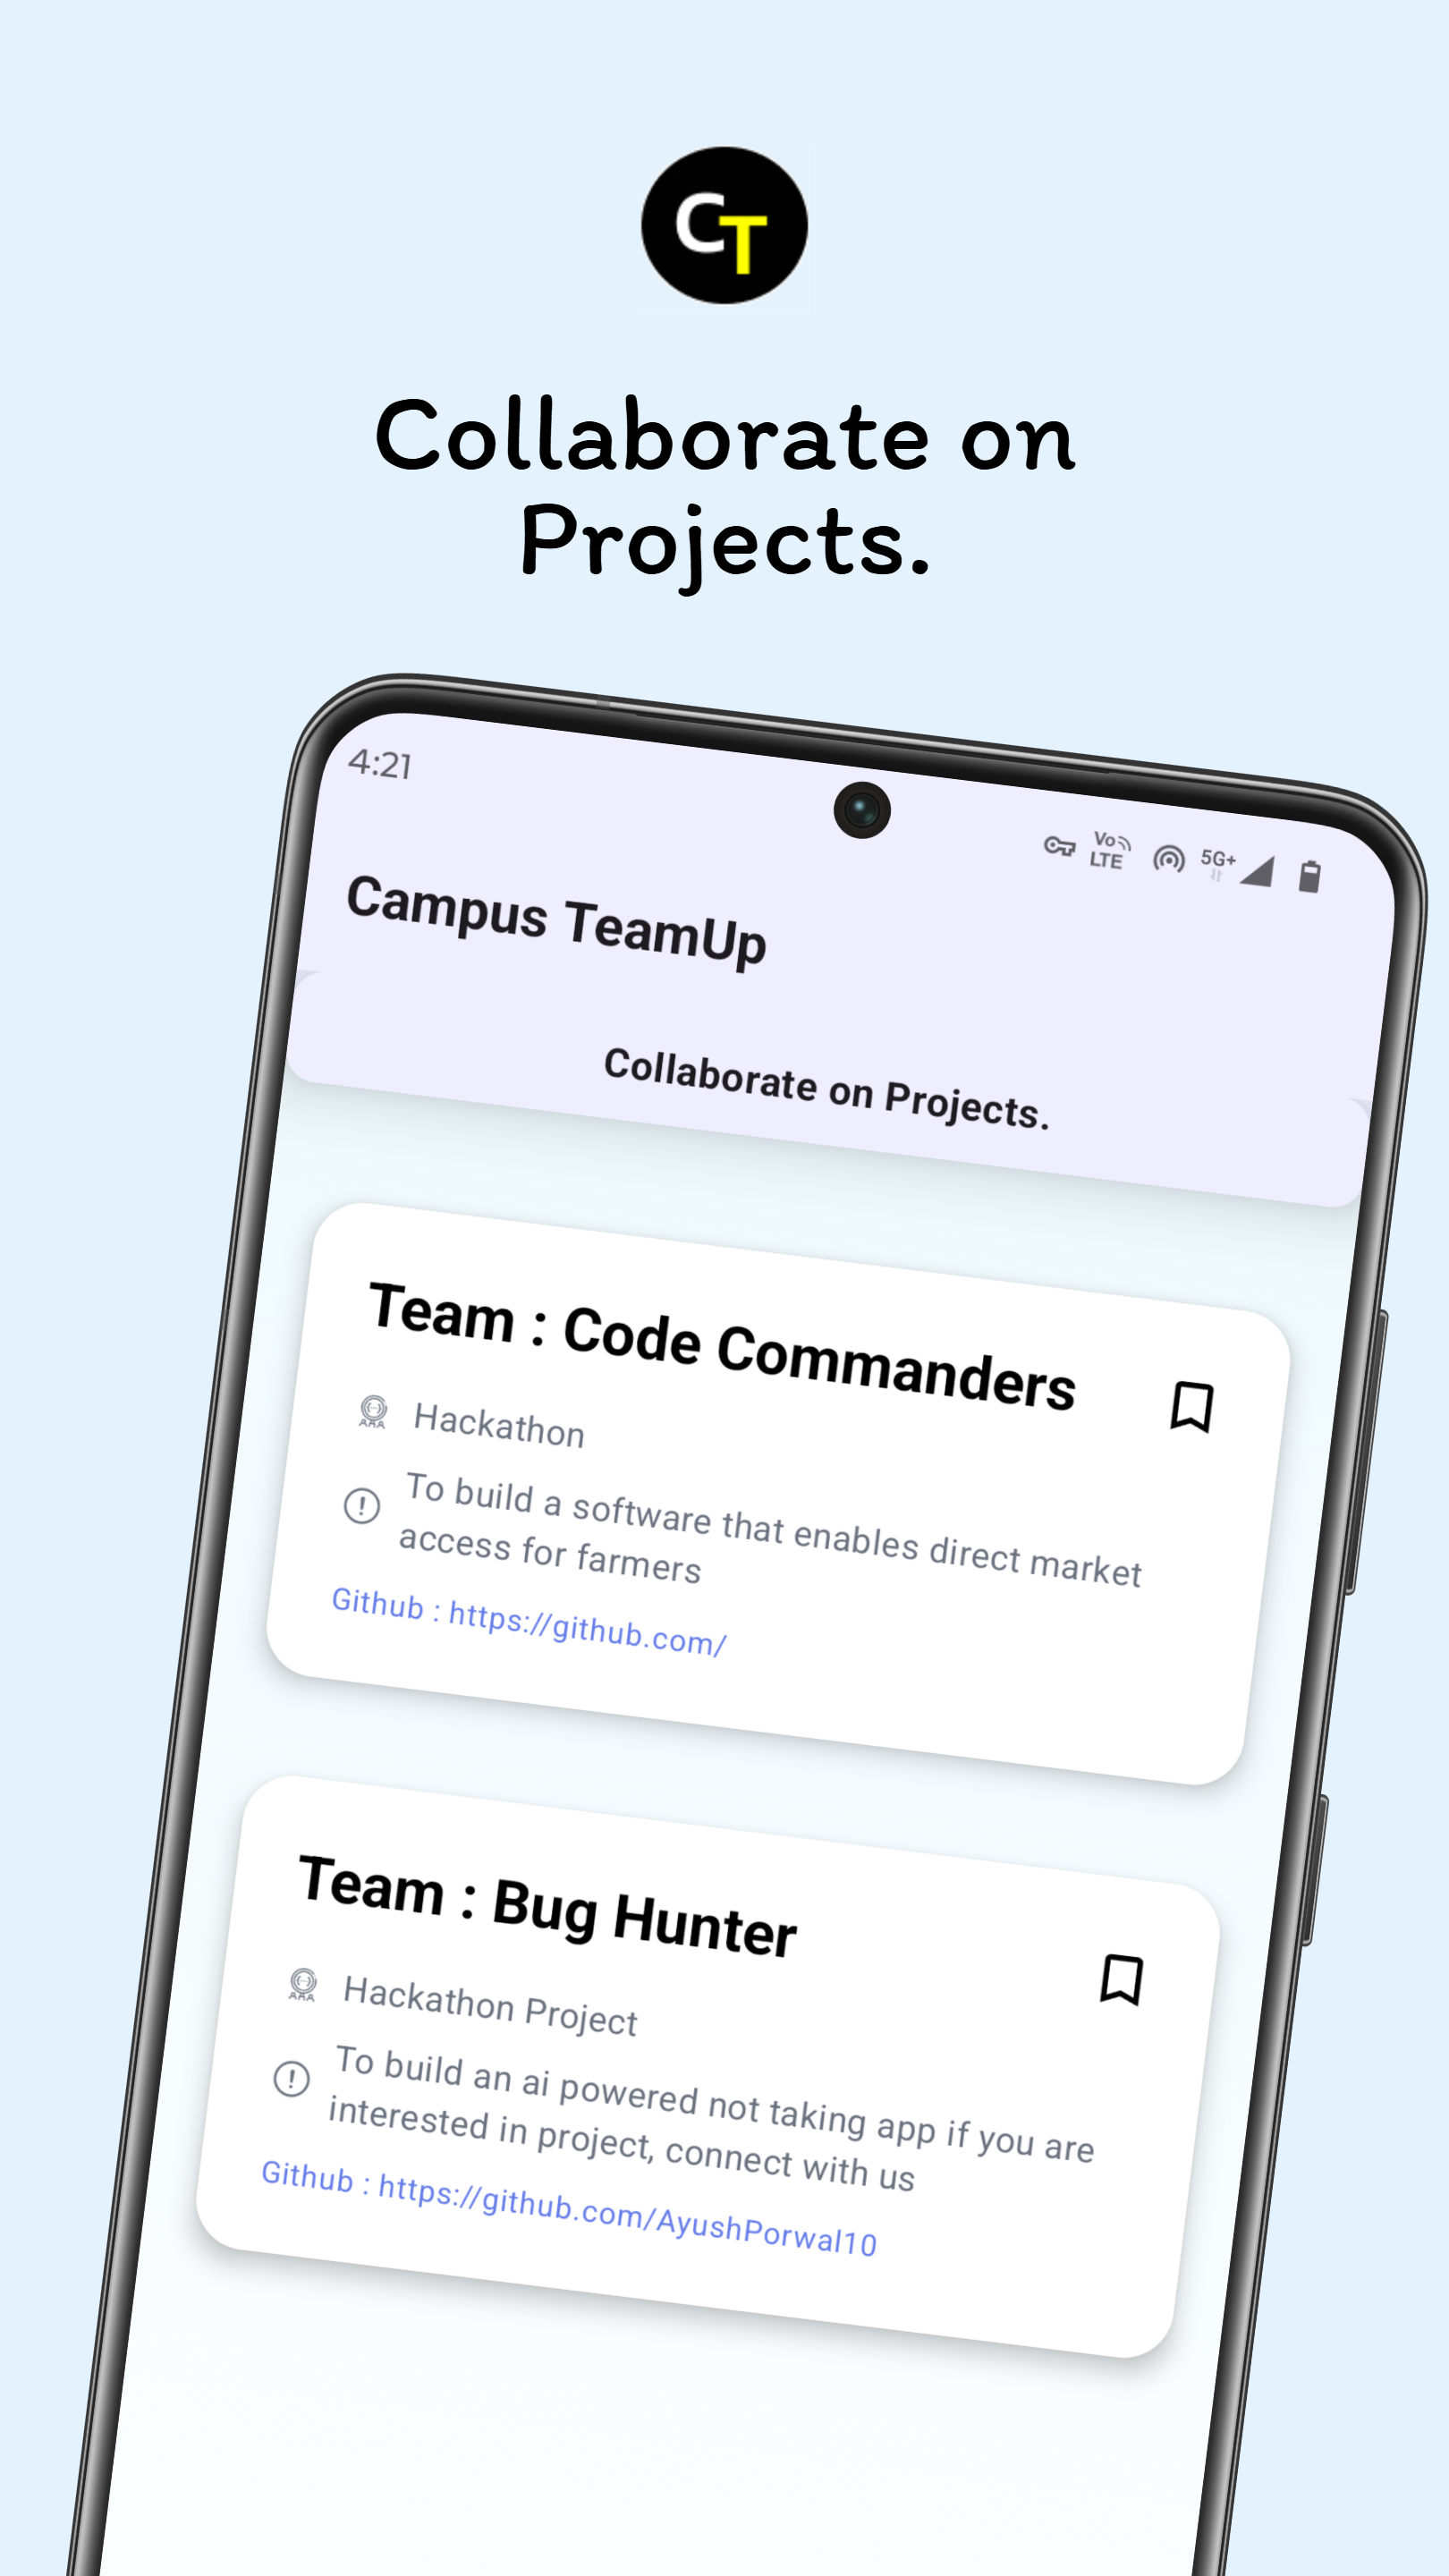 CT
Collaborate on
Projects.
4:21
Vo
LTE
5G+
Campus TeamUp
Collaborate on Projects.
Team : Code Commanders
Hackathon
To build a software that enables direct market
access for farmers
Github : https://github.com/
Team : Bug Hunter
Hackathon Project
To build an ai powered not taking app if you are
interested in project, connect with us
Github : https://github.com/AyushPorwal10